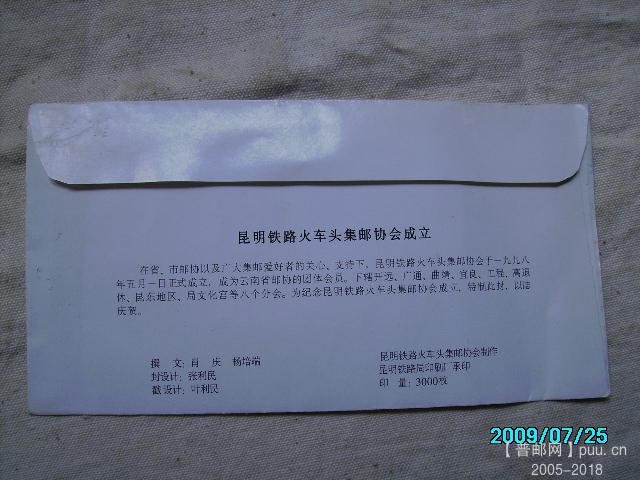 昆明铁路火车头集邮协会成立
在省、市邮协以及广大集邮爱好者的关心、支持下，昆明铁路火车头集邮协会于一九九八
年五月一日正式成立，成为云南省邮协的团体会员。下辖开远、广通、曲靖、宜良、工程、离退
休、昆东地区、局文化宫等八个分会。为纪念昆明铁路火车头集邮协会成立，特制此封，以志
庆贺。
撰　文：肖　庆　杨培瑞
封设计：张利民
戳设计：叶利民
昆明铁路火车头集邮协会制作
昆明铁路局印刷厂承印
印　量：3000枚
2009/07/25
【普邮网】puu.cn
2005-2018